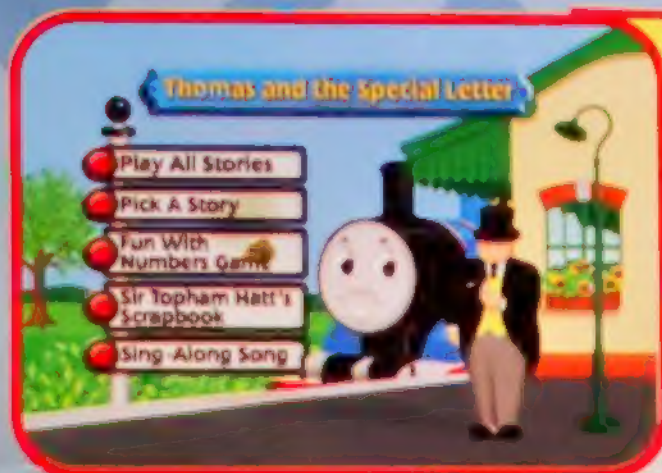 Thomas and the Special Letter
Play All Stories
Pick A Story
Fun With
Numbers Game
Sir Topham Hatt's
Scrapbook
Sing-Along Song